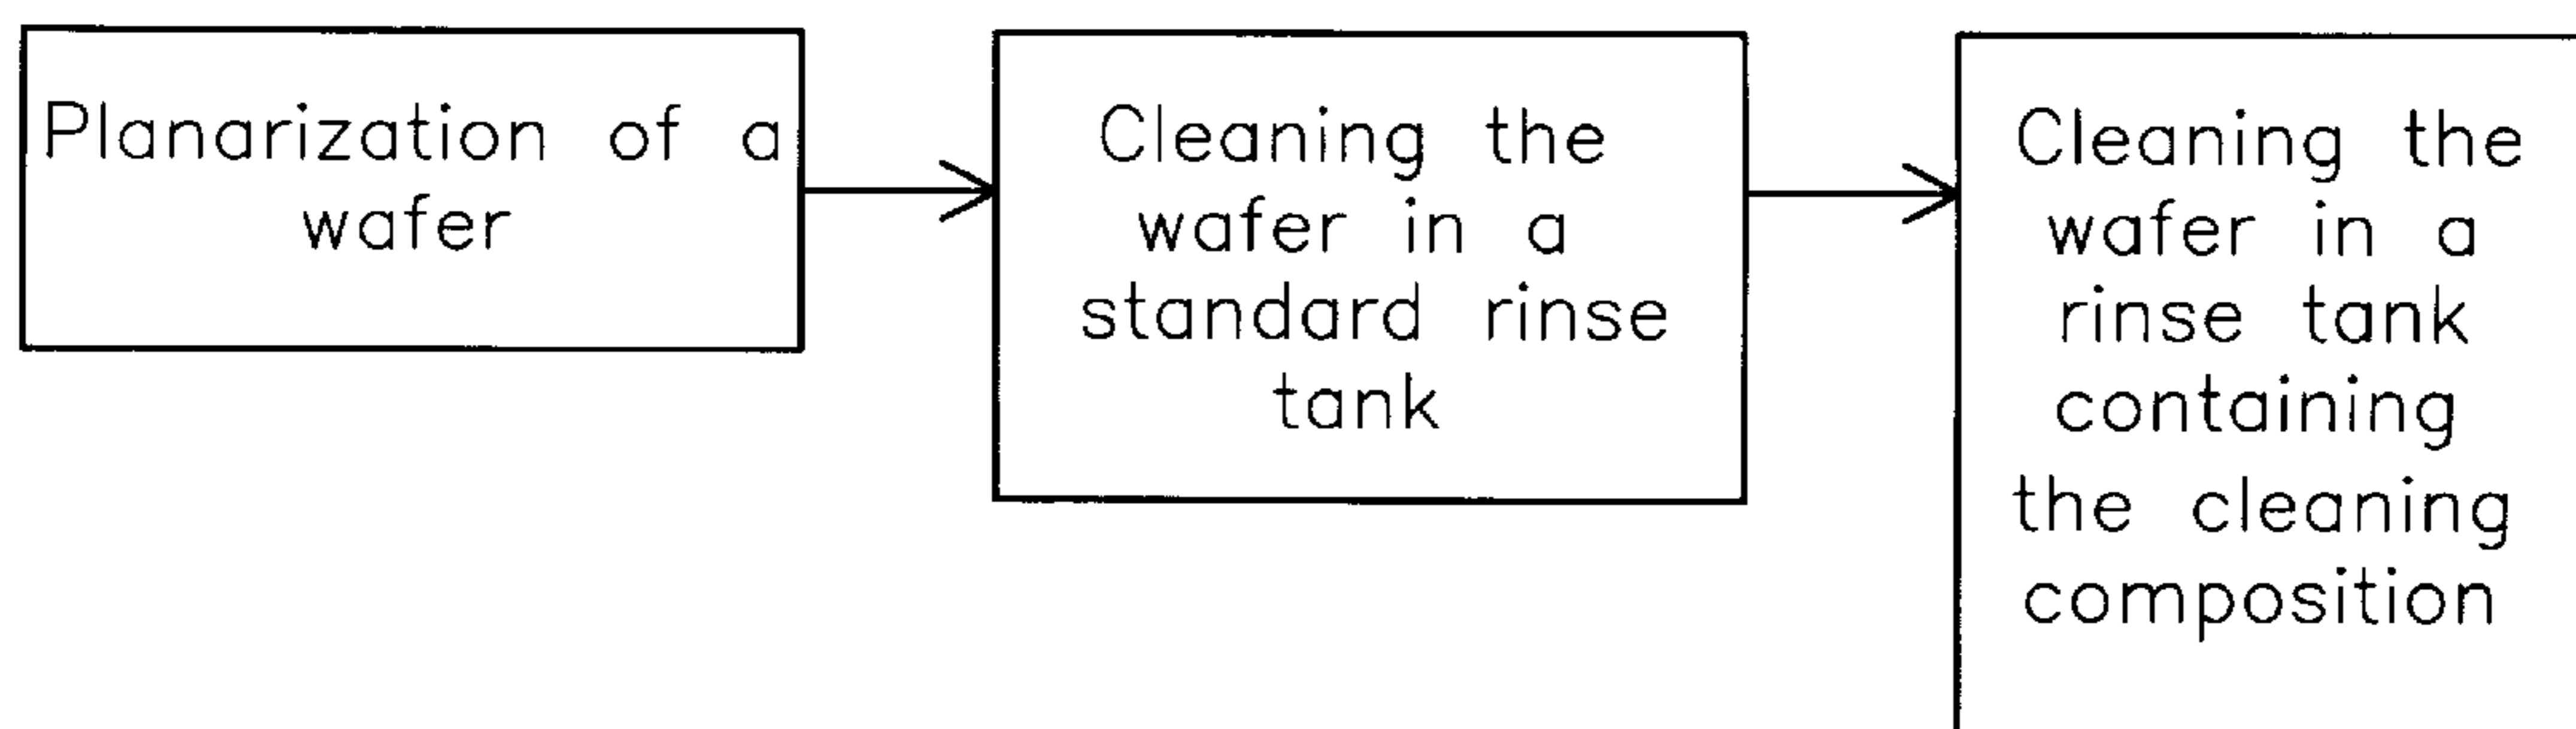 Planarization of a
wafer
Cleaning the
wafer in a
standard rinse
tank
Cleaning the
wafer in a
rinse tank
containing
the cleaning
composition